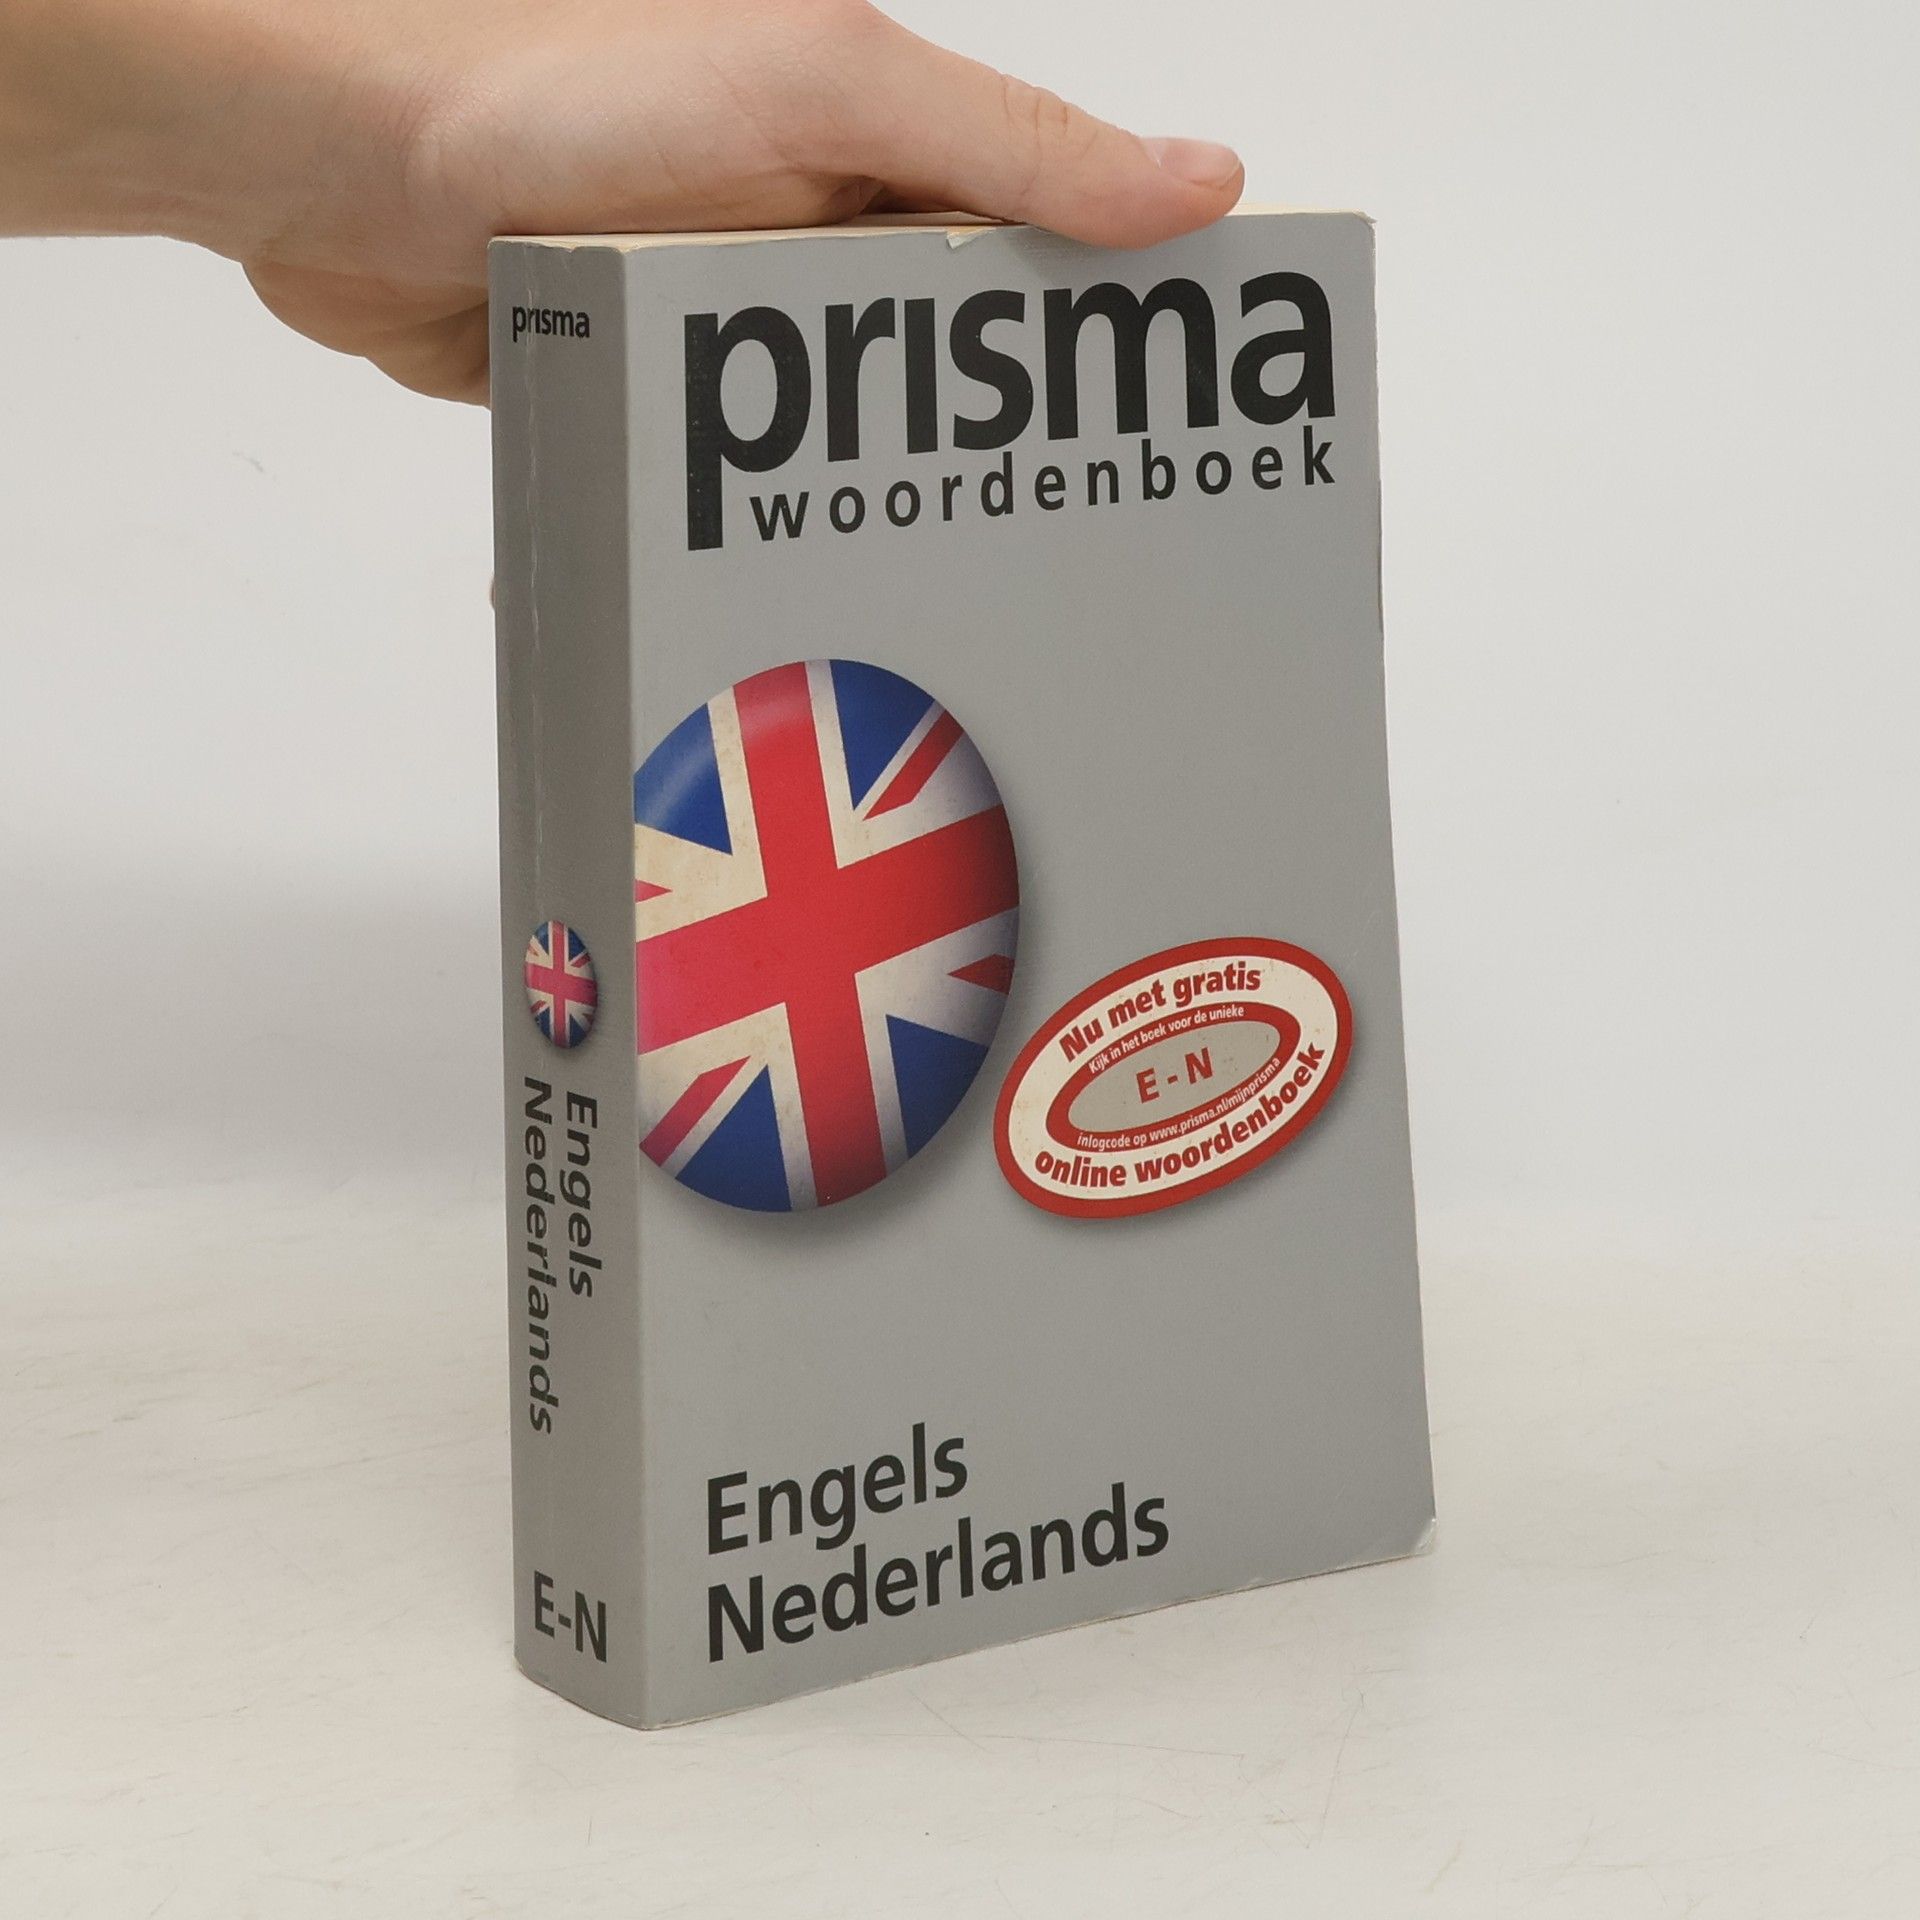 prisma
Engels
Nederlands
E-N
prisma
woordenboek
Nu met gratis
Kijk in het boek voor de unieke
E - N
inlogcode op www.prisma.nl/mijnprisma
online woordenboek
Engels
Nederlands